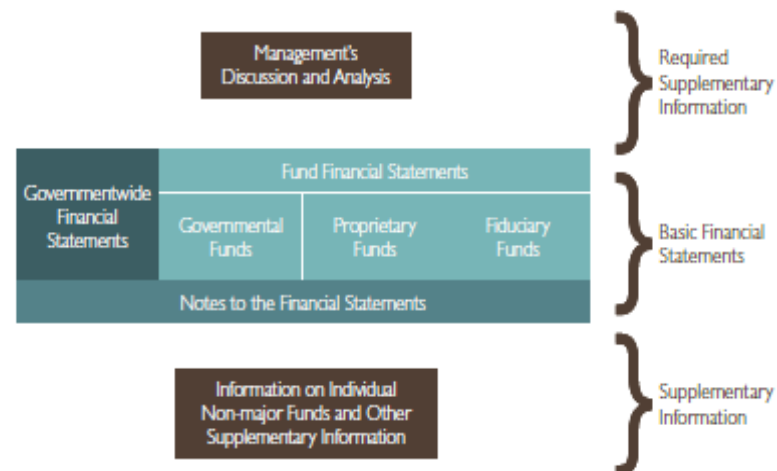 Management's
Discussion and Analysis
Required
Supplementary
Information
Governmentwide
Financial
Statements
Fund Financial Statements
Governmental
Funds
Proprietary
Funds
Fiduciary
Funds
Notes to the Financial Statements
Basic Financial
Statements
Information on Individual
Non-major Funds and Other
Supplementary Information
Supplementary
Information